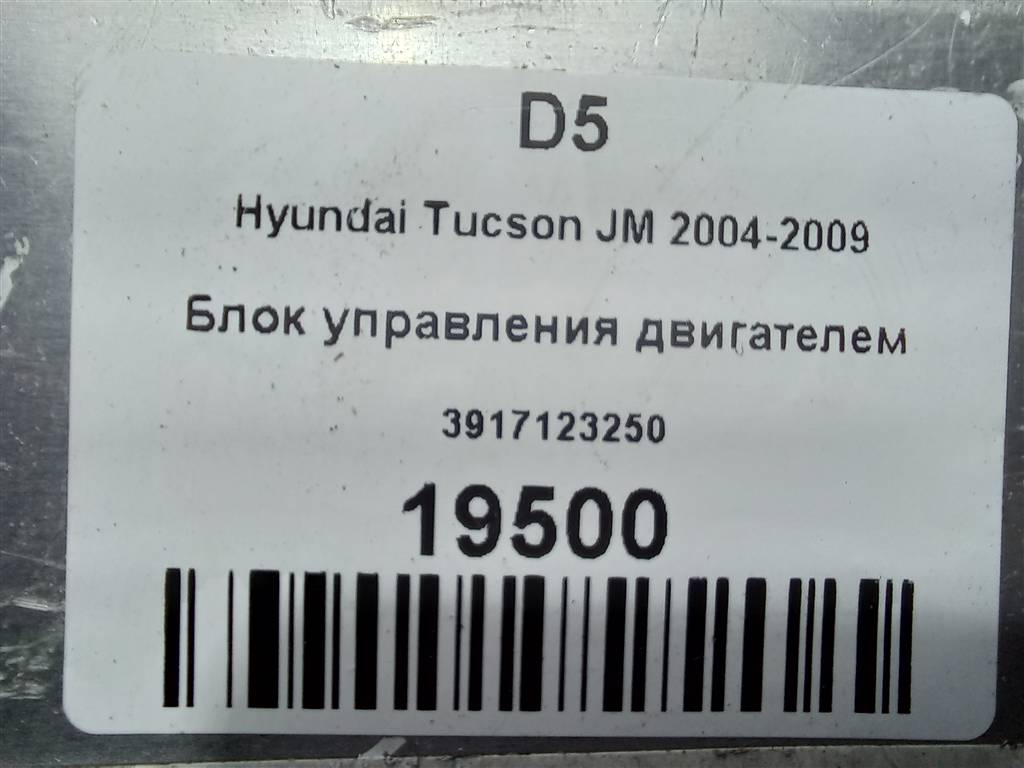 D5
Hyundai Tucson JM 2004-2009
Блок управления двигателем
3917123250
19500